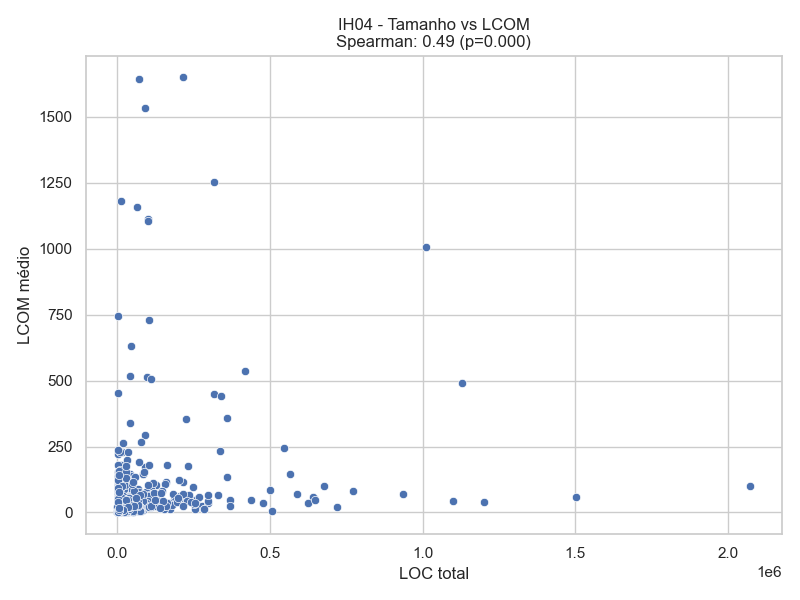 IH04 - Tamanho vs LCOM
Spearman: 0.49 (p=0.000)
1500
1250
1000
750
500
250
0
LCOM médio
0.0
0.5
1.0
1.5
2.0
1e6
LOC total